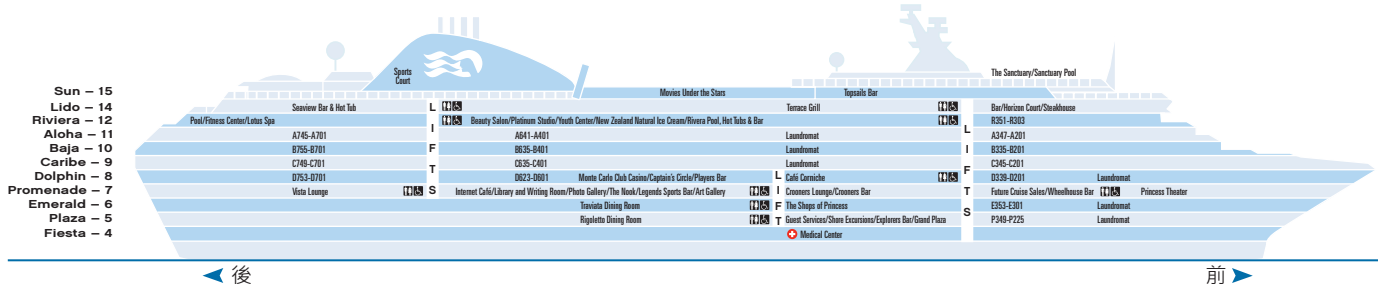 Sports
Court
The Sanctuary/Sanctuary Pool
Sun – 15 Movies Under the Stars Topsails Bar
Lido – 14 Seaview Bar & Hot Tub Terrace Grill Bar/Horizon Court/Steakhouse
Riviera – 12 Pool/Fitness Center/Lotus Spa Beauty Salon/Platinum Studio/Youth Center/New Zealand Natural Ice Cream/Rivera Pool, Hot Tubs & Bar R351-R303
Aloha – 11 A745-A701 A641-A401 Laundromat A347-A201
Baja – 10 B755-B701 B635-B401 Laundromat B335-B201
Caribe – 9 C749-C701 C635-C401 Laundromat C345-C201
Dolphin – 8 D753-D701 D623-D601 Monte Carlo Club Casino/Captain's Circle/Players Bar Café Corniche D339-D201 Laundromat
Promenade – 7 Vista Lounge Internet Café/Library and Writing Room/Photo Gallery/The Nook/Legends Sports Bar/Art Gallery Crooners Lounge/Crooners Bar Future Cruise Sales/Wheelhouse Bar Princess Theater
Emerald – 6 Traviata Dining Room The Shops of Princess E353-E301 Laundromat
Plaza – 5 Rigoletto Dining Room Guest Services/Shore Excursions/Explorers Bar/Grand Plaza P349-P225 Laundromat
Fiesta – 4 Medical Center
LIFTS
LIFT
LIFTS
後 前